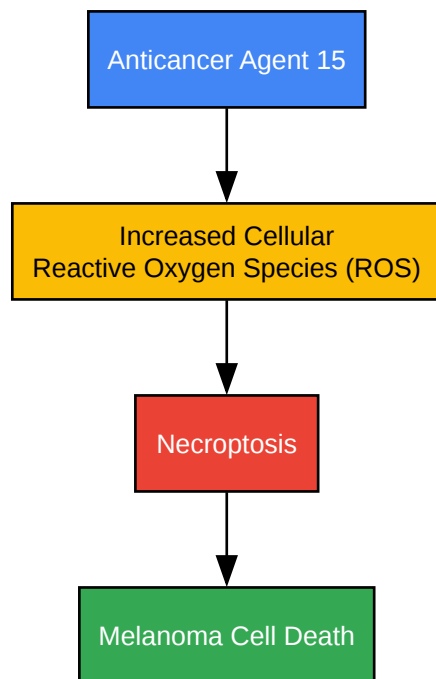 Anticancer Agent 15
Increased Cellular
Reactive Oxygen Species (ROS)
Necroptosis
Melanoma Cell Death